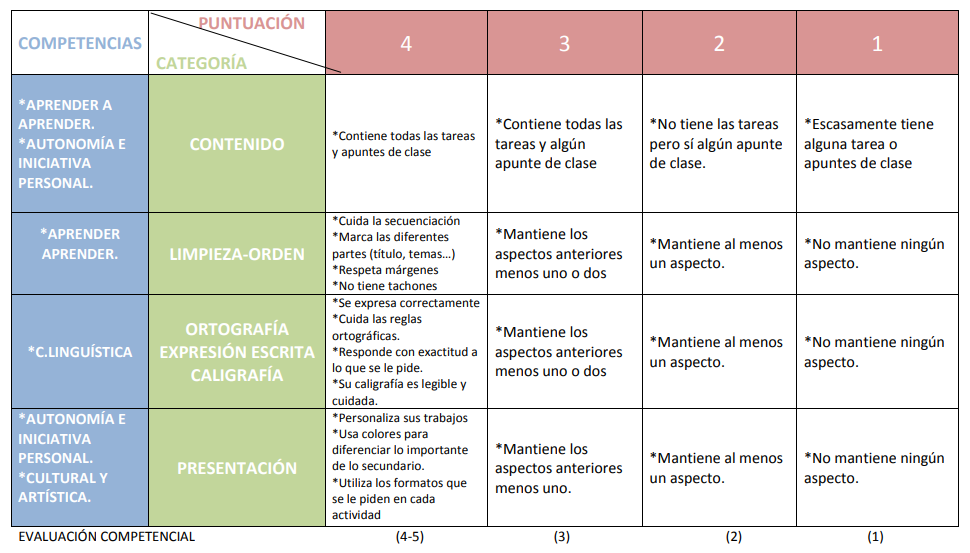 PUNTUACIÓN
COMPETENCIAS
CATEGORÍA
4
3
2
1
*APRENDER A
APRENDER.
*AUTONOMÍA E
INICIATIVA
PERSONAL.
CONTENIDO
*Contiene todas las tareas
y apuntes de clase
*Contiene todas las
tareas y algún
apunte de clase
*No tiene las tareas
pero sí algún apunte
de clase.
*Escasamente tiene
alguna tarea o
apuntes de clase
*APRENDER
APRENDER.
LIMPIEZA-ORDEN
*Cuida la secuenciación
*Marca las diferentes
partes (título, temas…)
*Respeta márgenes
*No tiene tachones
*Mantiene los
aspectos anteriores
menos uno o dos
*Mantiene al menos
un aspecto.
*No mantiene ningún
aspecto.
*C.LINGUÍSTICA
ORTOGRAFÍA
EXPRESIÓN ESCRITA
CALIGRAFÍA
*Se expresa correctamente
*Cuida las reglas
ortográficas.
*Responde con exactitud a
lo que se le pide.
*Su caligrafía es legible y
cuidada.
*Mantiene los
aspectos anteriores
menos uno o dos
*Mantiene al menos
un aspecto.
*No mantiene ningún
aspecto.
*AUTONOMÍA E
INICIATIVA
PERSONAL.
*CULTURAL Y
ARTÍSTICA.
PRESENTACIÓN
*Personaliza sus trabajos
*Usa colores para
diferenciar lo importante
de lo secundario.
*Utiliza los formatos que
se le piden en cada
actividad
*Mantiene los
aspectos anteriores
menos uno.
*Mantiene al menos
un aspecto.
*No mantiene ningún
aspecto.
EVALUACIÓN COMPETENCIAL
(4-5)
(3)
(2)
(1)